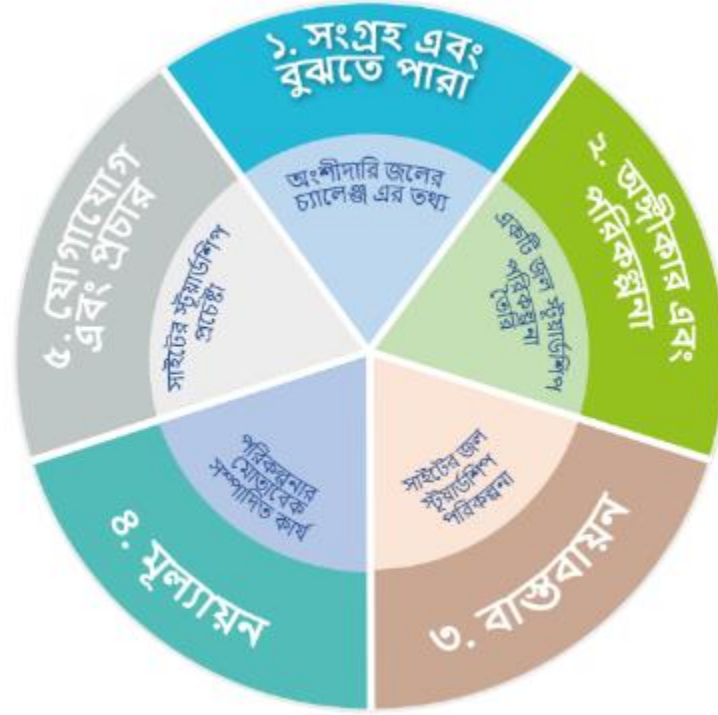 ১. সংগ্রহ এবং
বুঝতে পারা
অংশীদারি জলের
চ্যালেঞ্জ এর তথ্য
২. অঙ্গীকার এবং
পরিকল্পনা
একটি জল স্টুয়ার্ডশিপ
পরিকল্পনা
তৈরি
৩. বাস্তবায়ন
সাইটের জল
স্টুয়ার্ডশিপ
পরিকল্পনা
৪. মূল্যায়ন
পরিকল্পনার
মোতাবেক
সম্পাদিত কার্য
৫. যোগাযোগ
এবং প্রচার
সাইটের স্টুয়ার্ডশিপ
প্রচেষ্টা